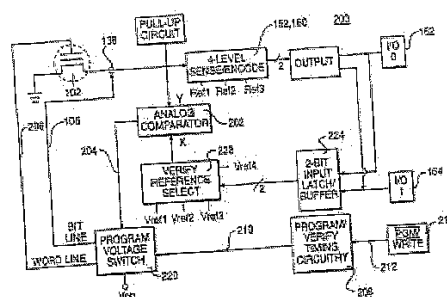 PULL-UP CIRCUIT
138
152,160
200
4-LEVEL SENSE/ENCODE
2
OUTPUT
I/O 0
162
202
Ref1 Ref2 Ref3
Y
ANALOG COMPARATOR
202
206
106
204
X
228
224
VERIFY REFERENCE SELECT
Vref4
2
2-BIT INPUT LATCH/ BUFFER
I/O 1
164
Vref1 Vref2 Vref3
210
BIT LINE
WORD LINE
PROGRAM VOLTAGE SWITCH
220
PROGRAM/ VERIFY TIMING CIRCUITRY
208
PGM/ WRITE
212